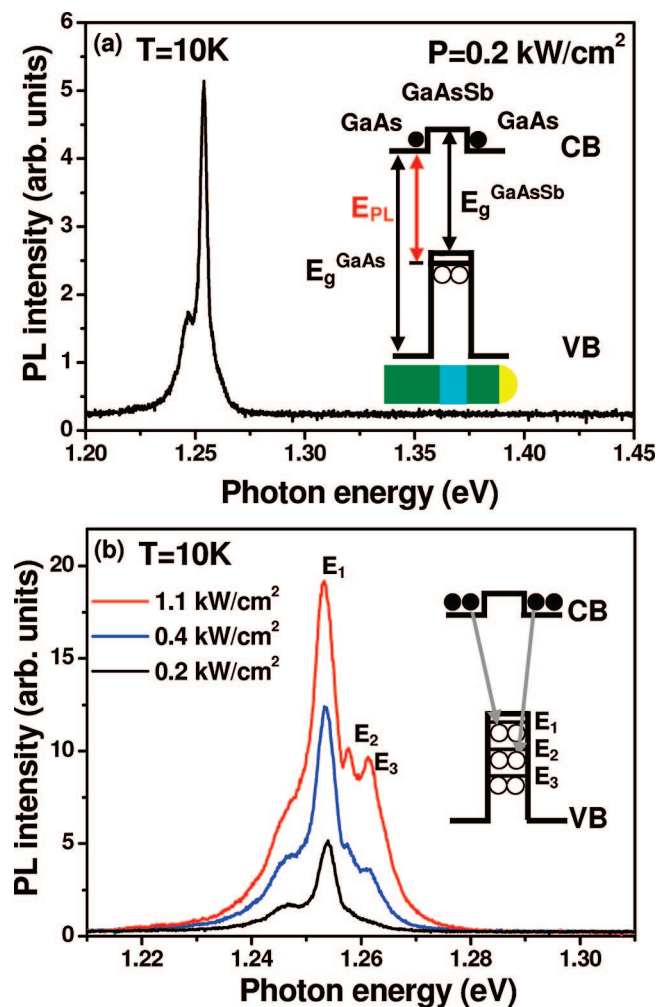 (a) T=10K P=0.2 kW/cm²
GaAsSb
GaAs GaAs
CB
E_PL E_g^GaAsSb
E_g^GaAs
VB
PL intensity (arb. units)
6
5
4
3
2
1
0
1.20 1.25 1.30 1.35 1.40 1.45
Photon energy (eV)
(b) T=10K
E₁
1.1 kW/cm²
0.4 kW/cm²
0.2 kW/cm²
E₂
E₃
CB
E₁
E₂
E₃
VB
PL intensity (arb. units)
20
15
10
5
0
1.22 1.24 1.26 1.28 1.30
Photon energy (eV)